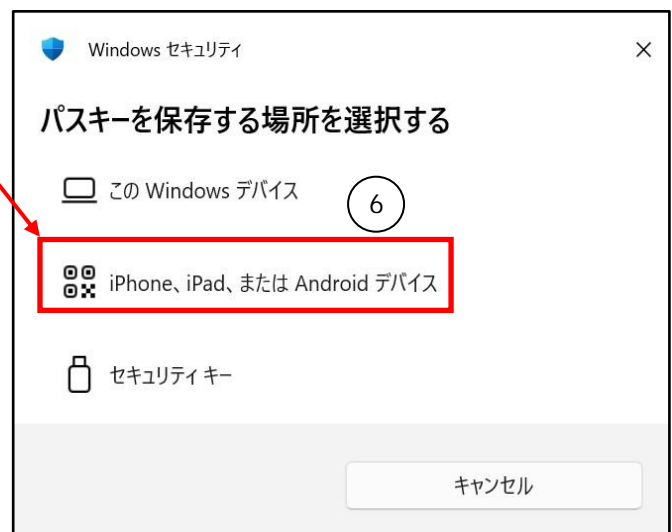 Windows セキュリティ
パスキーを保存する場所を選択する
この Windows デバイス
6
iPhone、iPad、または Android デバイス
セキュリティ キー
キャンセル